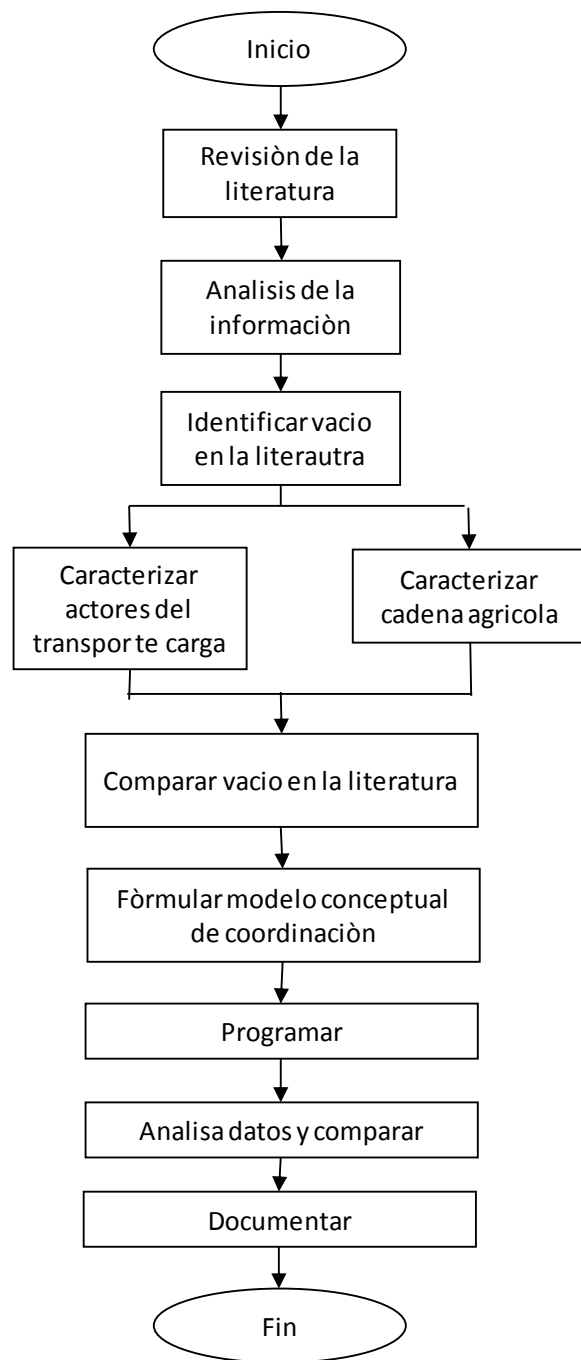 Inicio
Revisiòn de la
literatura
Analisis de la
informaciòn
Identificar vacio
en la literautra
Caracterizar
actores del
transporte carga
Caracterizar
cadena agricola
Comparar vacio en la literatura
Fòrmular modelo conceptual
de coordinaciòn
Programar
Analisa datos y comparar
Documentar
Fin